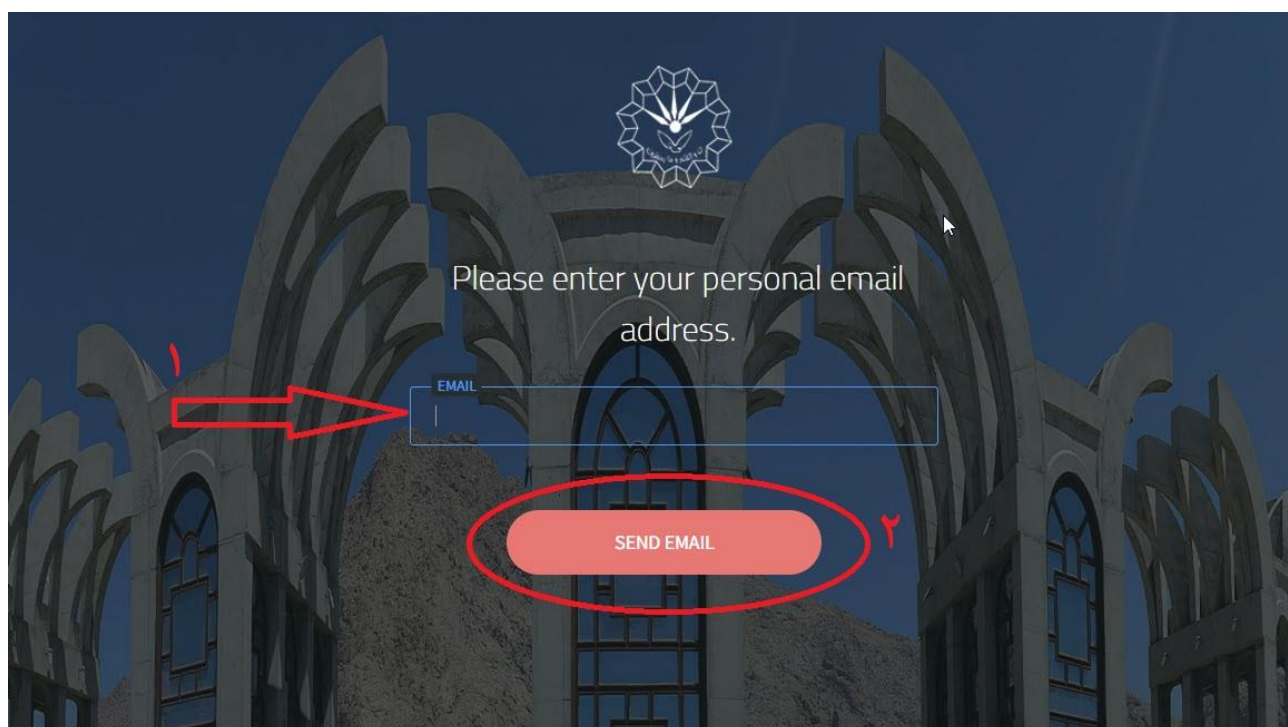 Please enter your personal email
address.
۱
EMAIL
SEND EMAIL
۲